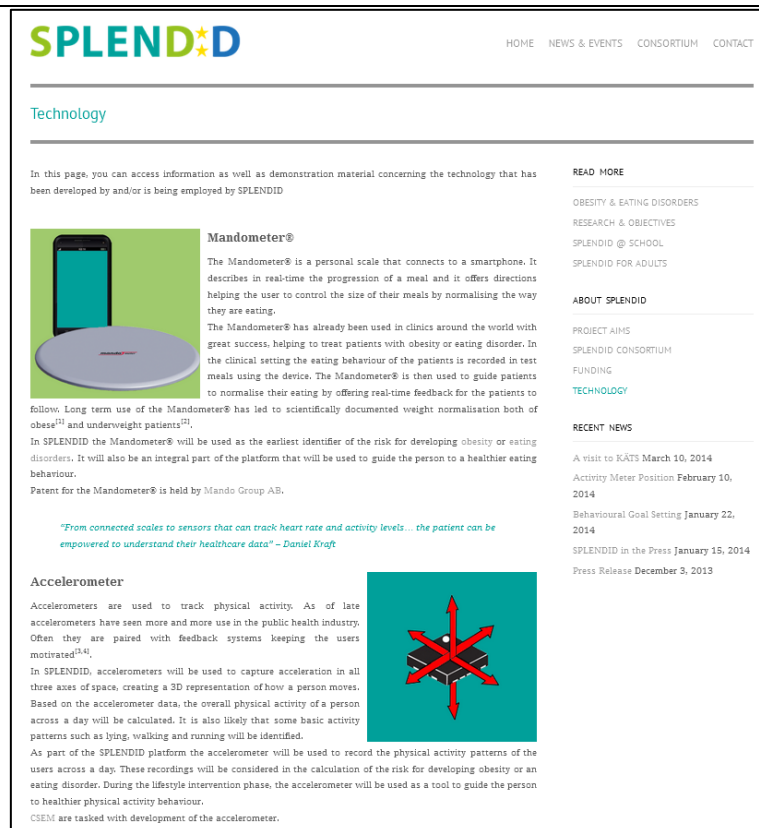 SPLENDID
HOME NEWS & EVENTS CONSORTIUM CONTACT
Technology
In this page, you can access information as well as demonstration material concerning the technology that has
been developed by and/or is being employed by SPLENDID
Mandometer®
The Mandometer® is a personal scale that connects to a smartphone. It
describes in real-time the progression of a meal and it offers directions
helping the user to control the size of their meals by normalising the way
they are eating.
The Mandometer® has already been used in clinics around the world with
great success, helping to treat patients with obesity or eating disorder. In
the clinical setting the eating behaviour of the patients is recorded in test
meals using the device. The Mandometer® is then used to guide patients
to normalise their eating by offering real-time feedback for the patients to
follow. Long term use of the Mandometer® has led to scientifically documented weight normalisation both of
obese[1] and underweight patients[2].
In SPLENDID the Mandometer® will be used as the earliest identifier of the risk for developing obesity or eating
disorders. It will also be an integral part of the platform that will be used to guide the person to a healthier eating
behaviour.
Patent for the Mandometer® is held by Mando Group AB.
"From connected scales to sensors that can track heart rate and activity levels... the patient can be
empowered to understand their healthcare data" – Daniel Kraft
Accelerometer
Accelerometers are used to track physical activity. As of late
accelerometers have seen more and more use in the public health industry.
Often they are paired with feedback systems keeping the users
motivated[3,4].
In SPLENDID, accelerometers will be used to capture acceleration in all
three axes of space, creating a 3D representation of how a person moves.
Based on the accelerometer data, the overall physical activity of a person
across a day will be calculated. It is also likely that some basic activity
patterns such as lying, walking and running will be identified.
As part of the SPLENDID platform the accelerometer will be used to record the physical activity patterns of the
users across a day. These recordings will be considered in the calculation of the risk for developing obesity or an
eating disorder. During the lifestyle intervention phase, the accelerometer will be used as a tool to guide the person
to healthier physical activity behaviour.
CSEM are tasked with development of the accelerometer.
READ MORE
OBESITY & EATING DISORDERS
RESEARCH & OBJECTIVES
SPLENDID @ SCHOOL
SPLENDID FOR ADULTS
ABOUT SPLENDID
PROJECT AIMS
SPLENDID CONSORTIUM
FUNDING
TECHNOLOGY
RECENT NEWS
A visit to KÄTS March 10, 2014
Activity Meter Position February 10,
2014
Behavioural Goal Setting January 22,
2014
SPLENDID in the Press January 15, 2014
Press Release December 3, 2013